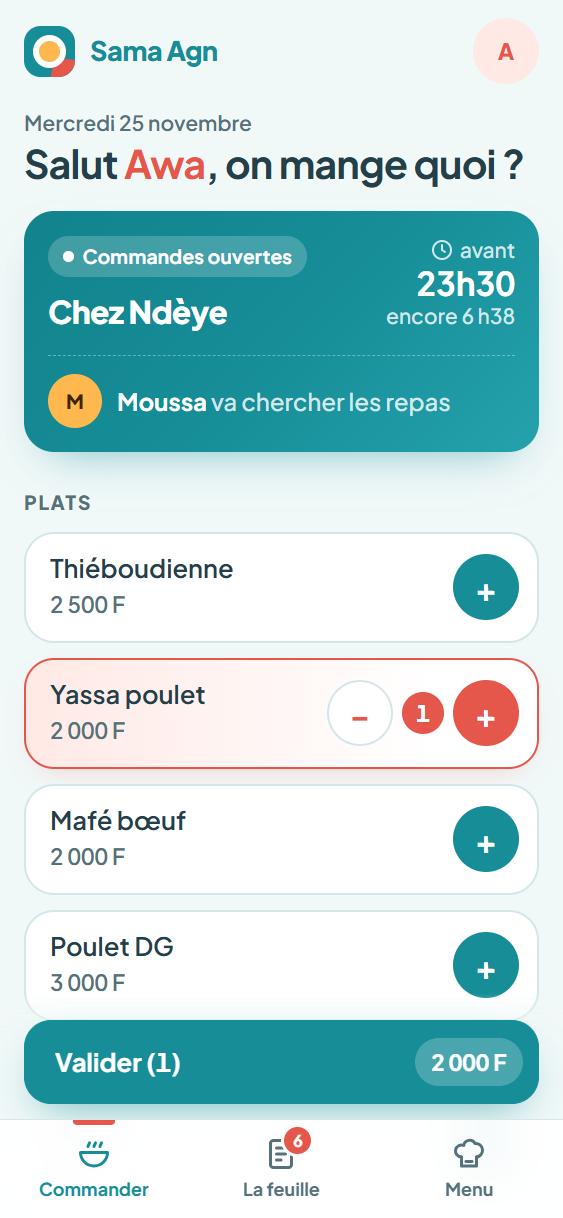 Sama Agn
A
Mercredi 25 novembre
Salut Awa, on mange quoi ?
Commandes ouvertes
avant
23h30
Chez Ndèye
encore 6 h38
M
Moussa va chercher les repas
PLATS
Thiéboudienne
2 500 F
+
Yassa poulet
2 000 F
− 1 +
Mafé bœuf
2 000 F
+
Poulet DG
3 000 F
+
Valider (1)
2 000 F
6
Commander
La feuille
Menu